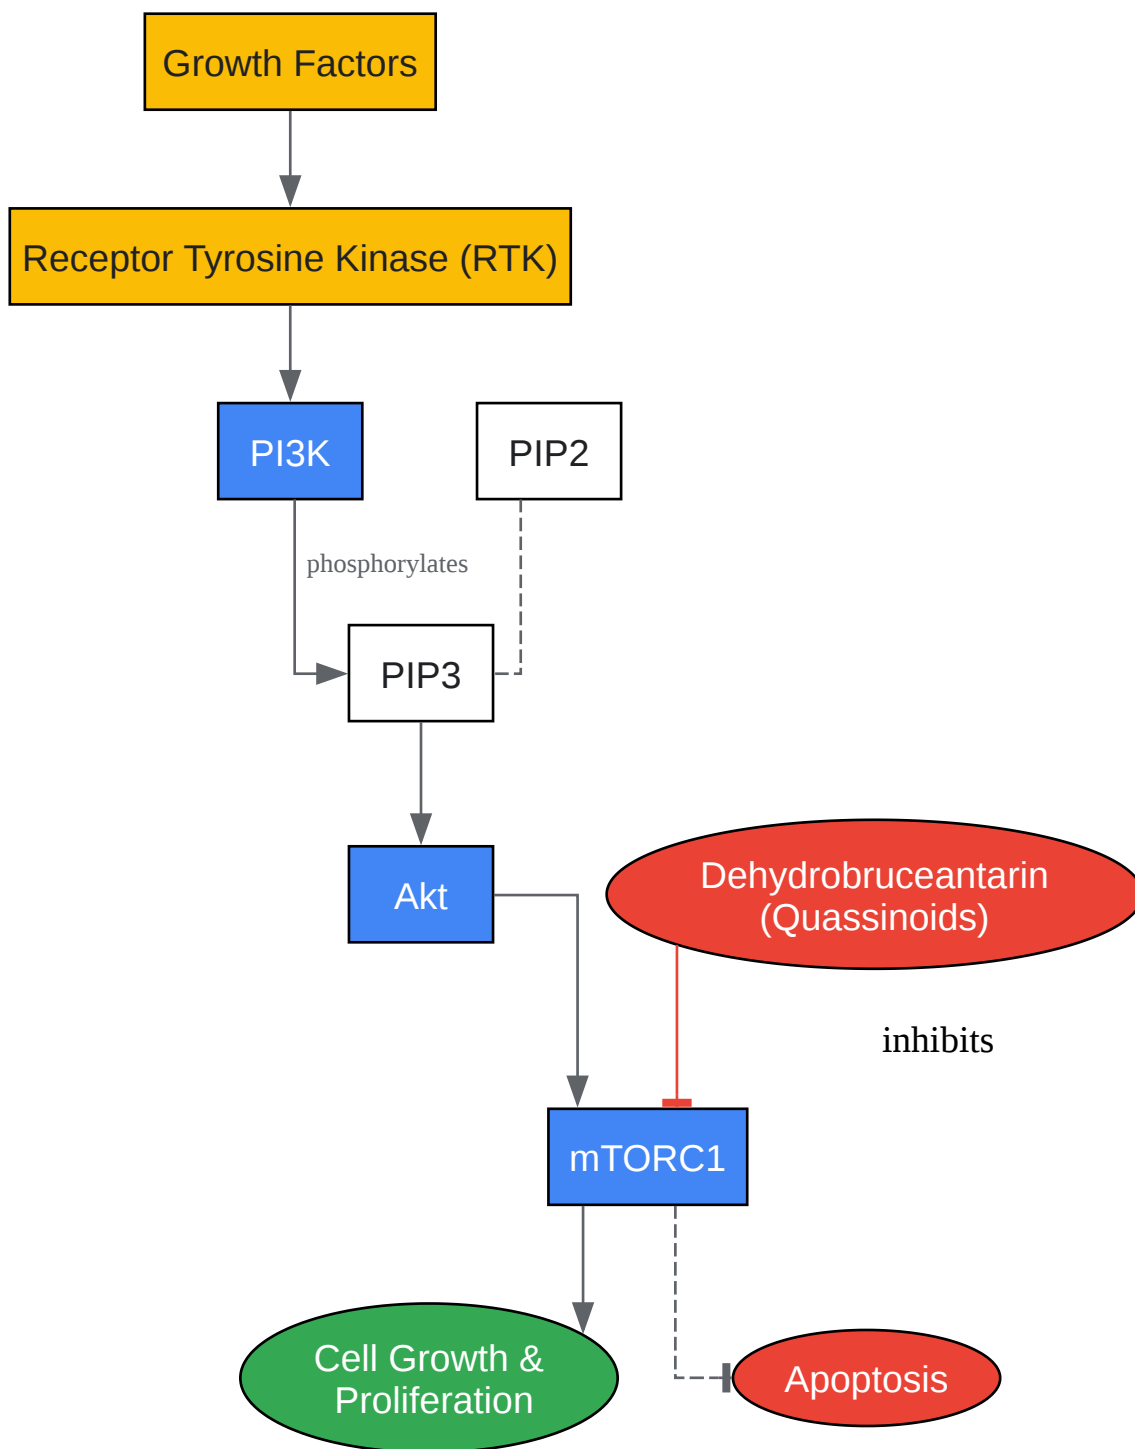 Growth Factors
Receptor Tyrosine Kinase (RTK)
PI3K
PIP2
phosphorylates
PIP3
Akt
Dehydrobruceantarin
(Quassinoids)
inhibits
mTORC1
Cell Growth &
Proliferation
Apoptosis